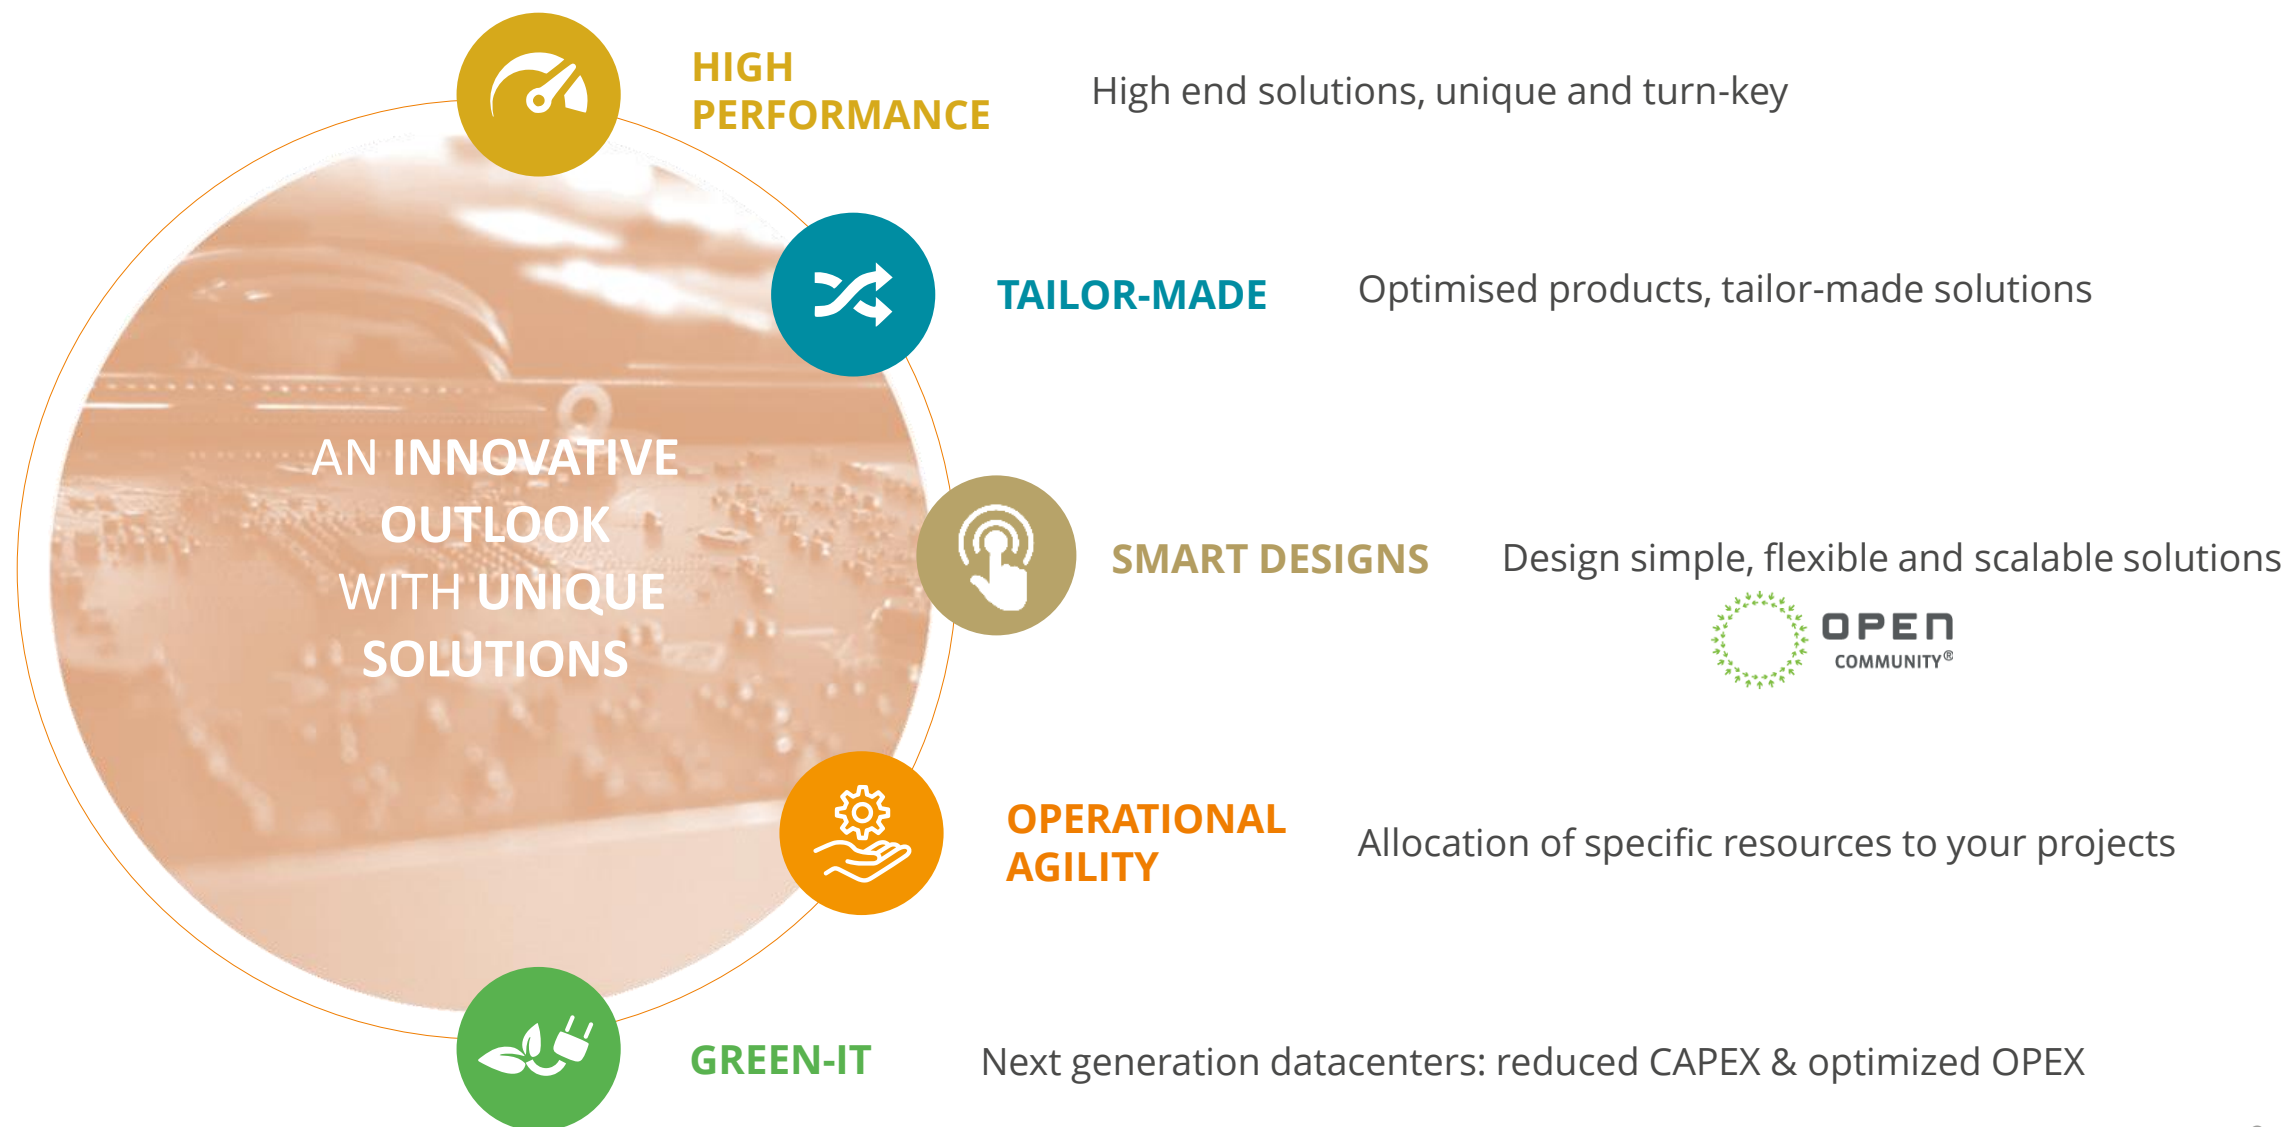 HIGH
PERFORMANCE
High end solutions, unique and turn-key
TAILOR-MADE
Optimised products, tailor-made solutions
AN INNOVATIVE
OUTLOOK
WITH UNIQUE
SOLUTIONS
SMART DESIGNS
Design simple, flexible and scalable solutions
OPEN
COMMUNITY®
OPERATIONAL
AGILITY
Allocation of specific resources to your projects
GREEN-IT
Next generation datacenters: reduced CAPEX & optimized OPEX